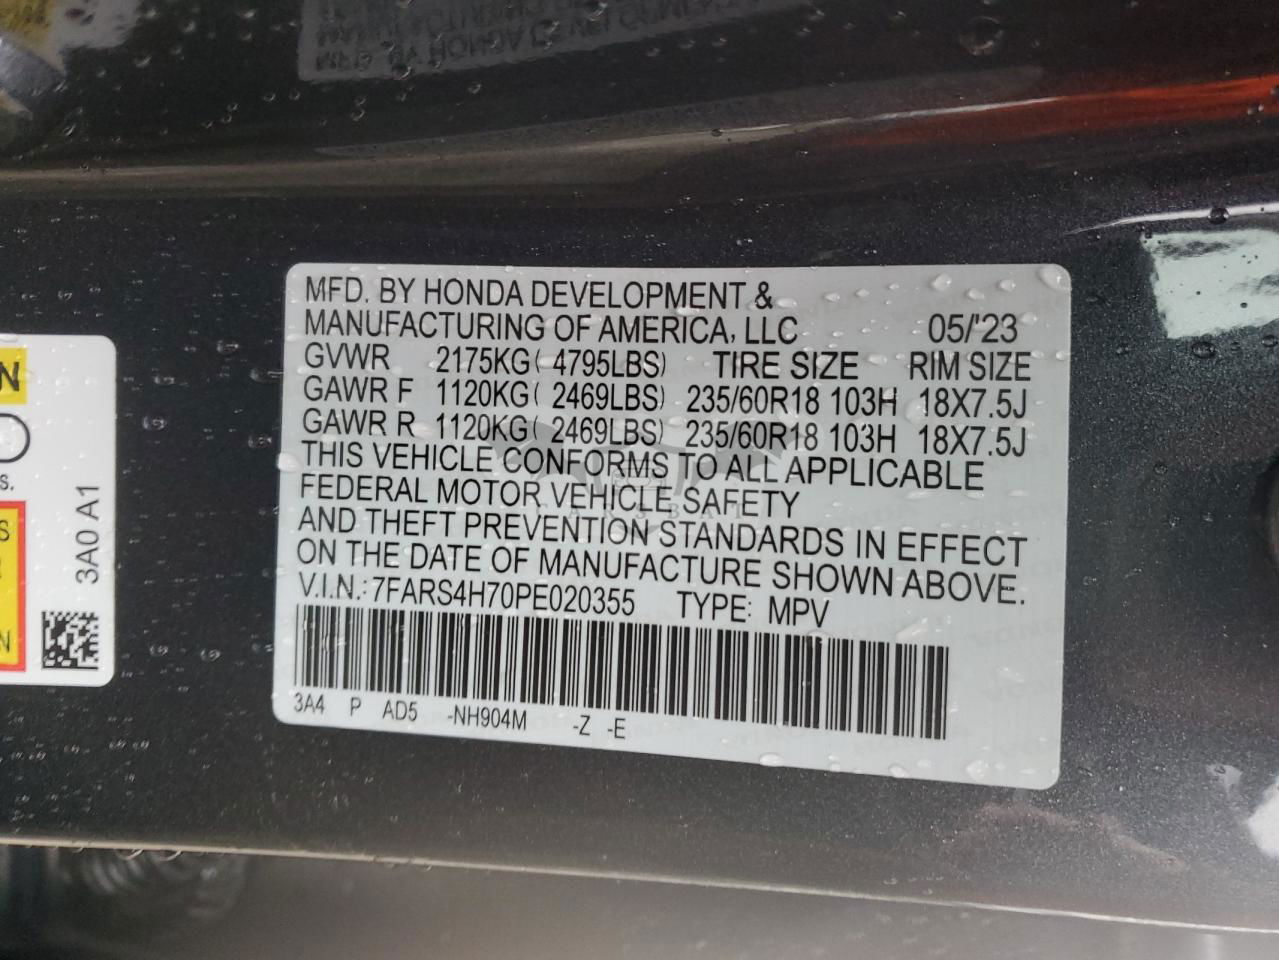 MFD. BY HONDA DEVELOPMENT &
MANUFACTURING OF AMERICA, LLC 05/'23
GVWR 2175KG( 4795LBS) TIRE SIZE RIM SIZE
GAWR F 1120KG( 2469LBS) 235/60R18 103H 18X7.5J
GAWR R 1120KG( 2469LBS) 235/60R18 103H 18X7.5J
THIS VEHICLE CONFORMS TO ALL APPLICABLE
FEDERAL MOTOR VEHICLE SAFETY
AND THEFT PREVENTION STANDARDS IN EFFECT
ON THE DATE OF MANUFACTURE SHOWN ABOVE.
V.I.N.: 7FARS4H70PE020355 TYPE: MPV
3A4 P AD5 -NH904M -Z -E
3A0 A1